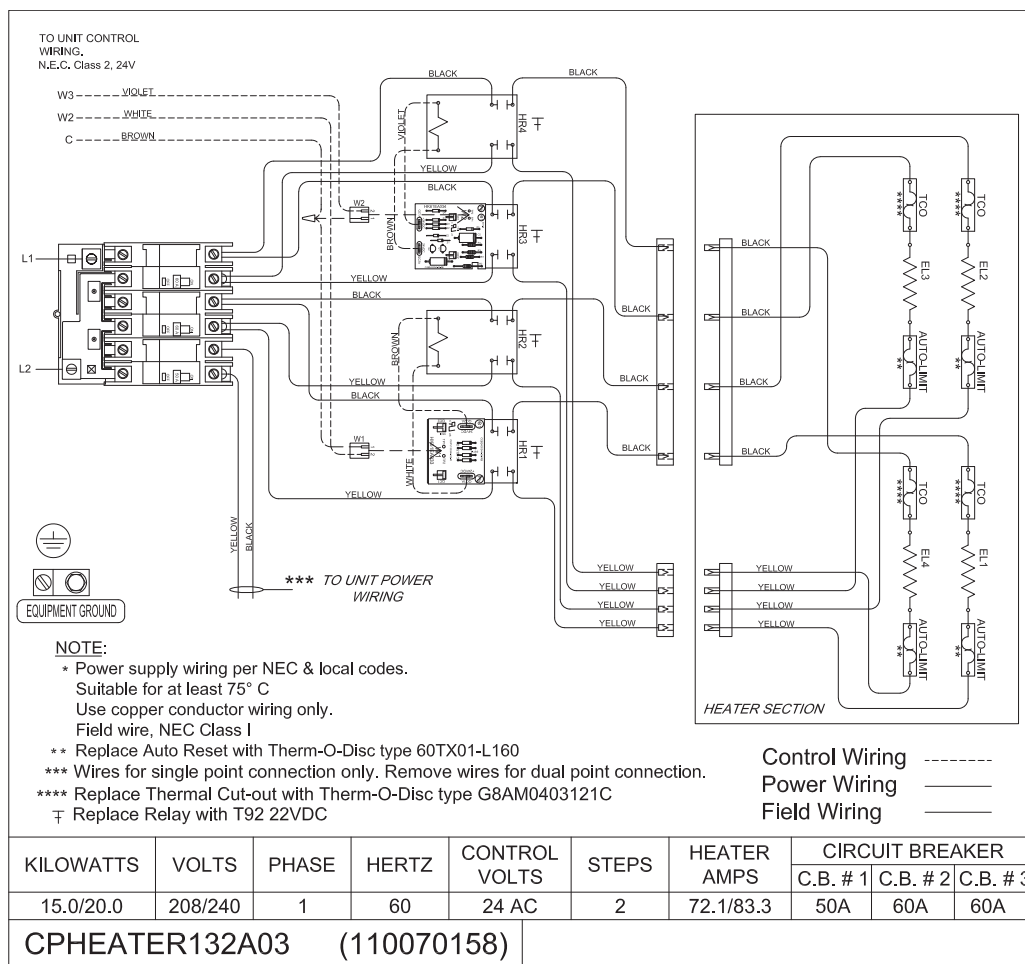 TO UNIT CONTROL
WIRING.
N.E.C. Class 2, 24V
W3
VIOLET
W2
WHITE
C
BROWN
BLACK
BLACK
VIOLET
HR4
YELLOW
BLACK
W2
BROWN
HR3
L1
YELLOW
BLACK
BROWN
HR2
L2
YELLOW
BLACK
W1
WHITE
HR1
YELLOW
YELLOW
BLACK
BLACK
BLACK
BLACK
BLACK
BLACK
BLACK
YELLOW
YELLOW
YELLOW
YELLOW
YELLOW
YELLOW
YELLOW
YELLOW
TCO
****
TCO
****
EL3
EL2
AUTO-LIMIT
**
AUTO-LIMIT
**
TCO
****
TCO
****
EL4
EL1
AUTO-LIMIT
**
AUTO-LIMIT
**
HEATER SECTION
*** TO UNIT POWER
WIRING
EQUIPMENT GROUND
NOTE:
* Power supply wiring per NEC & local codes.
Suitable for at least 75° C
Use copper conductor wiring only.
Field wire, NEC Class I
** Replace Auto Reset with Therm-O-Disc type 60TX01-L160
*** Wires for single point connection only. Remove wires for dual point connection.
**** Replace Thermal Cut-out with Therm-O-Disc type G8AM0403121C
Replace Relay with T92 22VDC
Control Wiring
Power Wiring
Field Wiring
KILOWATTS VOLTS PHASE HERTZ CONTROL VOLTS STEPS HEATER AMPS CIRCUIT BREAKER
C.B. # 1 C.B. # 2 C.B. # 3
15.0/20.0 208/240 1 60 24 AC 2 72.1/83.3 50A 60A 60A
CPHEATER132A03 (110070158)